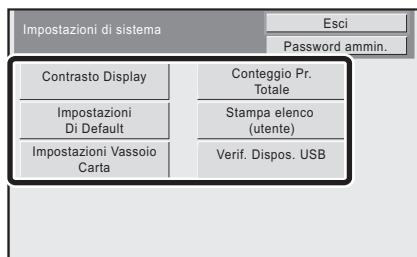 Impostazioni di sistema
Esci
Password ammin.
Contrasto Display
Conteggio Pr.
Totale
Impostazioni
Di Default
Stampa elenco
(utente)
Impostazioni Vassoio
Carta
Verif. Dispos. USB